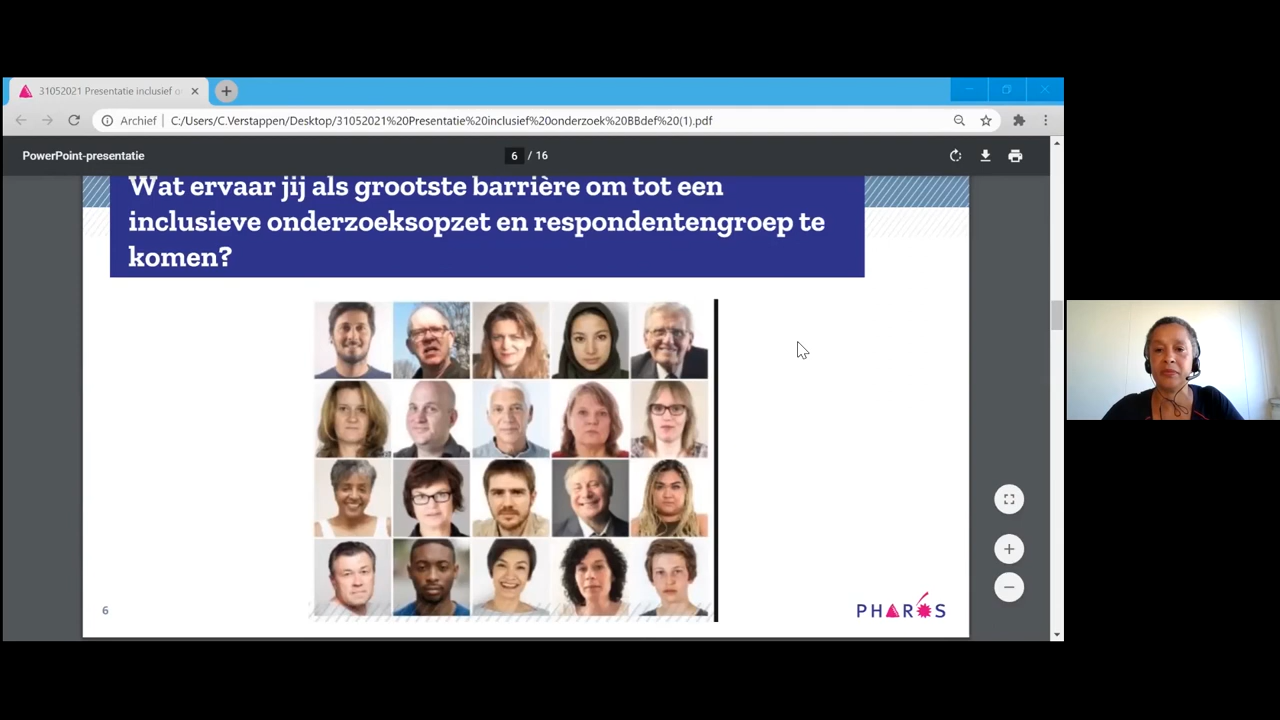 31052021 Presentatie inclusief o
Archief
C:/Users/C.Verstappen/Desktop/31052021%20Presentatie%20inclusief%20onderzoek%20BBdef%20(1).pdf
PowerPoint-presentatie
6 / 16
Wat ervaar jij als grootste barrière om tot een
inclusieve onderzoeksopzet en respondentengroep te
komen?
6
PHAROS